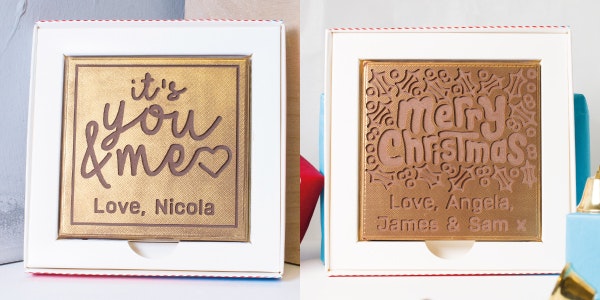 it's
you
& me
Love, Nicola
merry
Christmas
Love, Angela,
James & Sam x